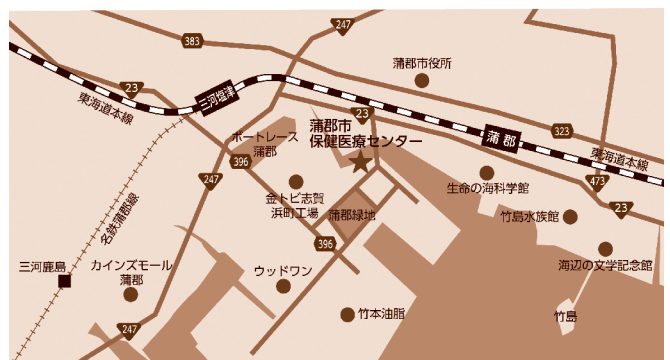 247
383
蒲郡市役所
23
三河塩津
東海道本線
23
蒲郡市
保健医療センター
ボートレース
蒲郡
蒲郡
323
東海道本線
396
247
生命の海科学館
473
23
金トビ志賀
浜町工場
蒲郡緑地
竹島水族館
名鉄蒲郡線
396
海辺の文学記念館
三河鹿島
カインズモール
蒲郡
ウッドワン
竹本油脂
竹島
247